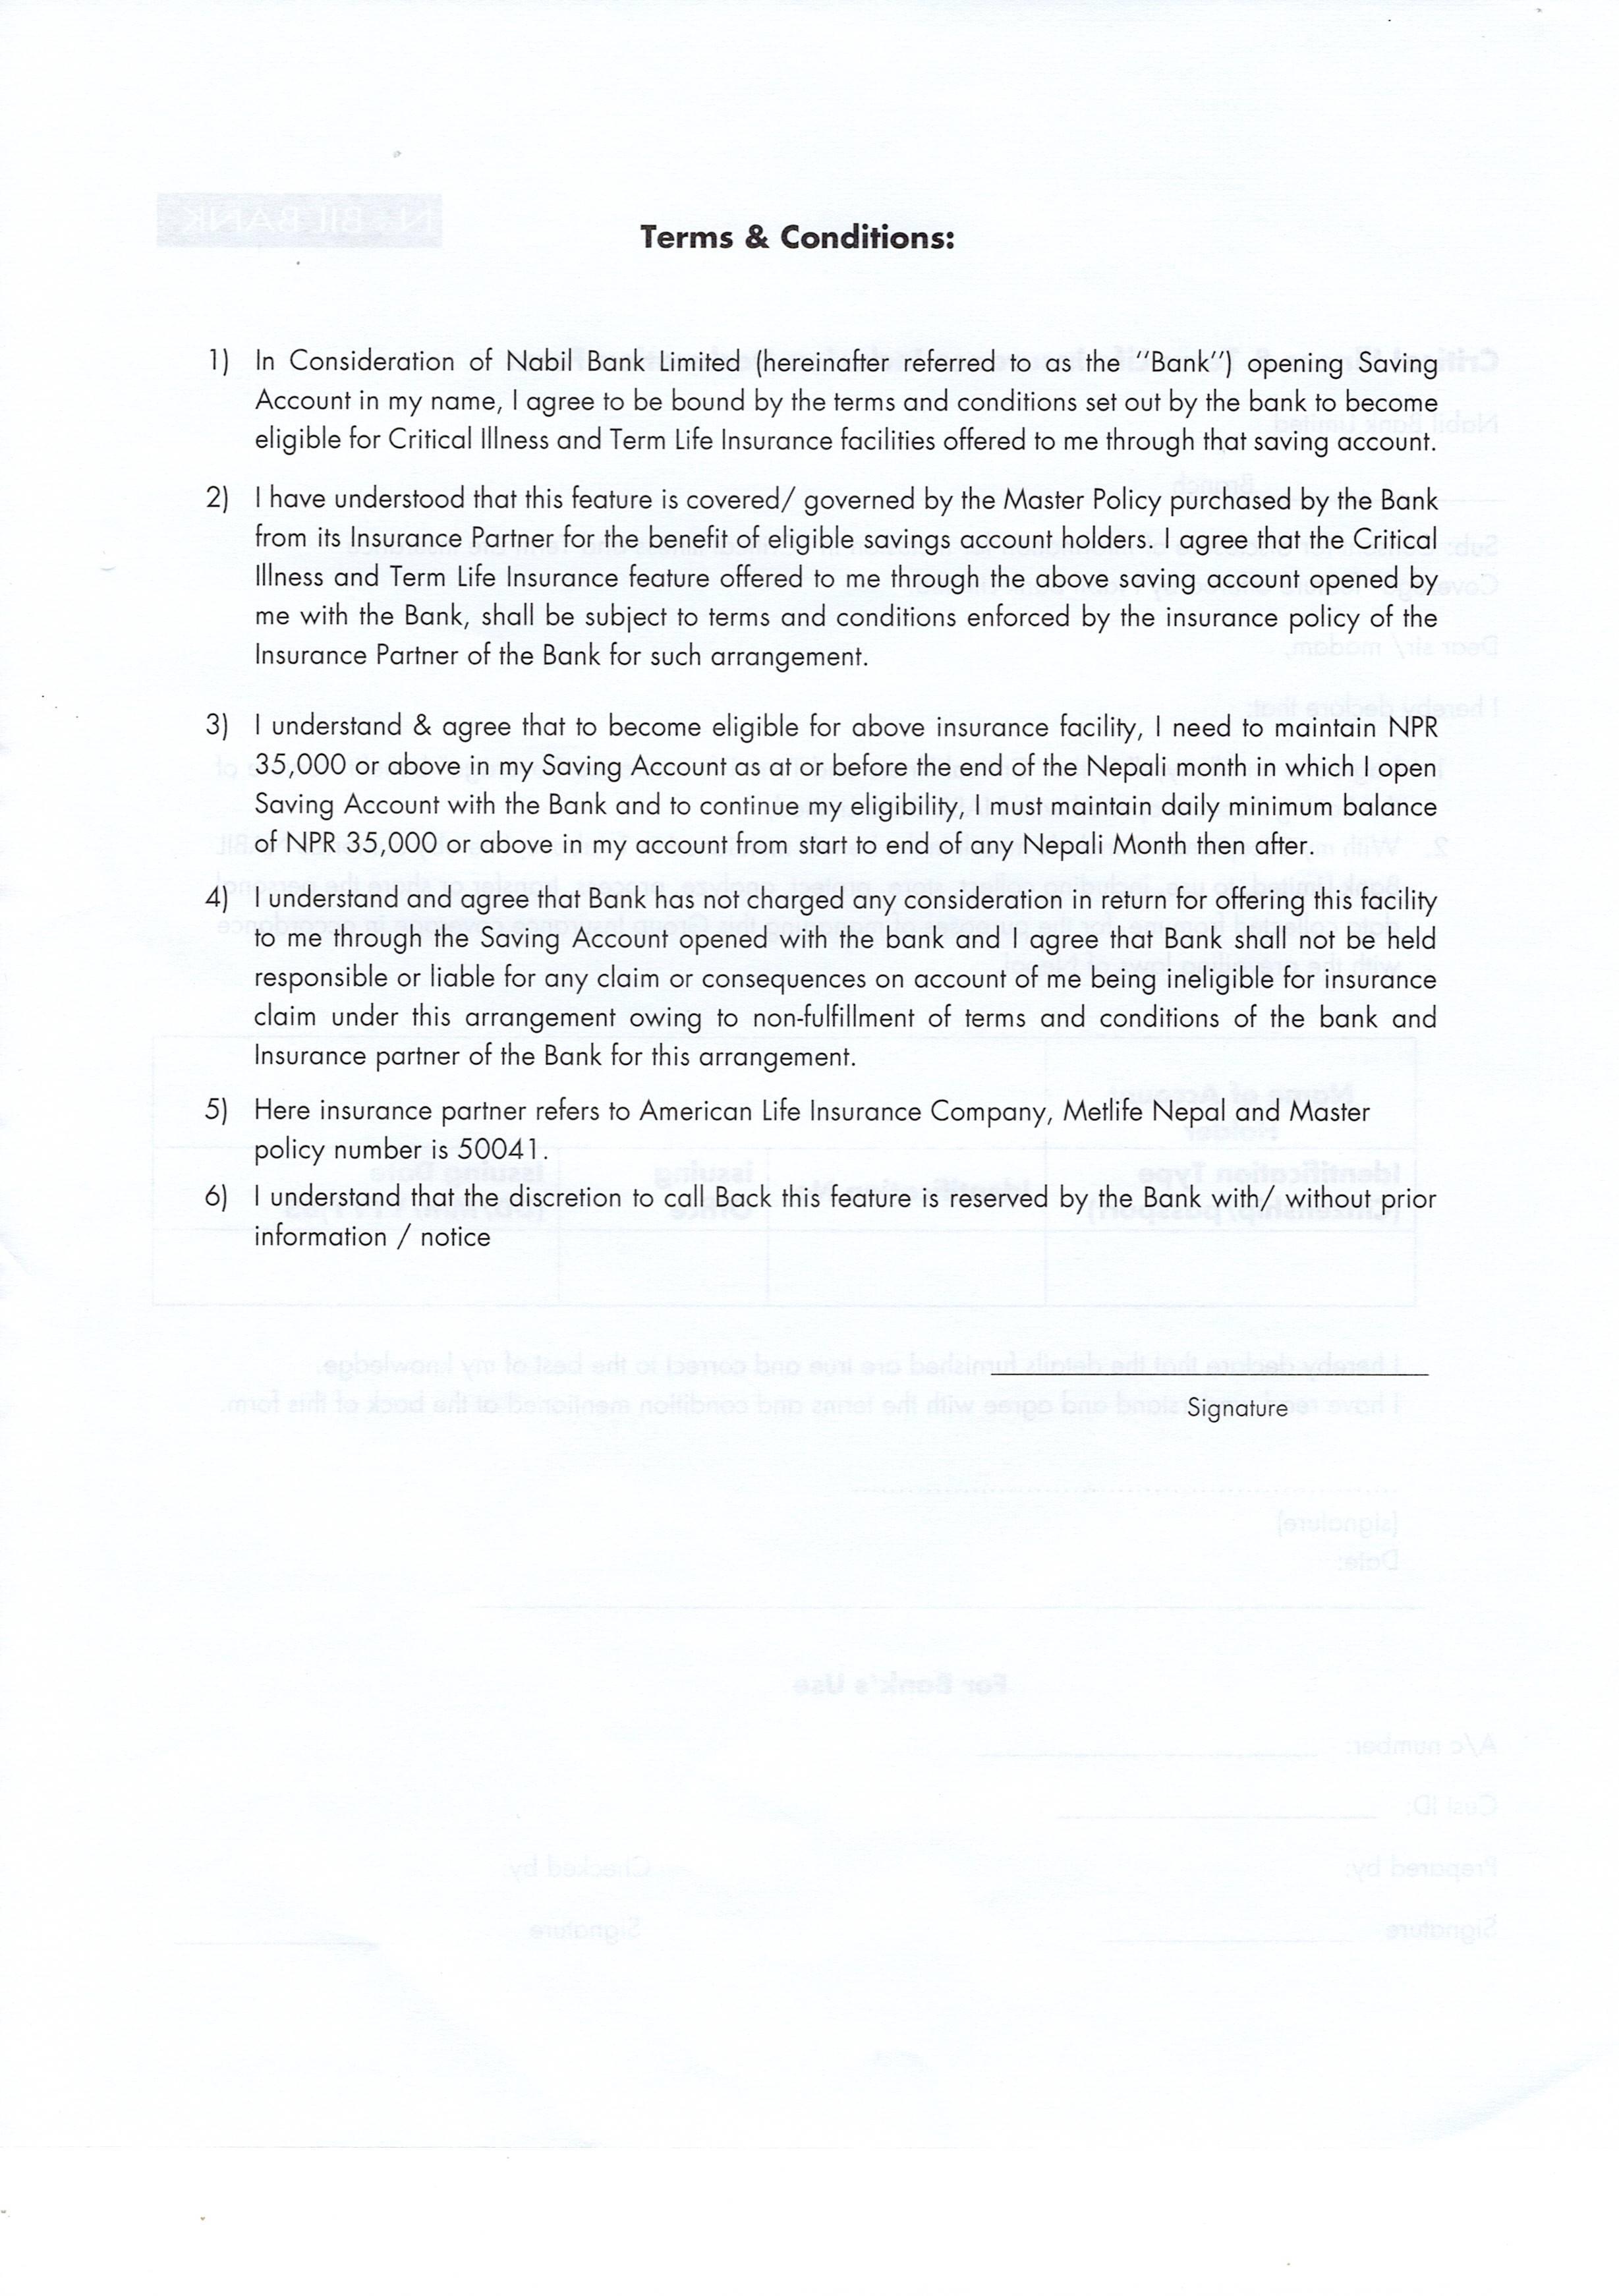 Terms & Conditions:
1) In Consideration of Nabil Bank Limited (hereinafter referred to as the "Bank") opening Saving
Account in my name, I agree to be bound by the terms and conditions set out by the bank to become
eligible for Critical Illness and Term Life Insurance facilities offered to me through that saving account.
2) I have understood that this feature is covered/ governed by the Master Policy purchased by the Bank
from its Insurance Partner for the benefit of eligible savings account holders. I agree that the Critical
Illness and Term Life Insurance feature offered to me through the above saving account opened by
me with the Bank, shall be subject to terms and conditions enforced by the insurance policy of the
Insurance Partner of the Bank for such arrangement.
3) I understand & agree that to become eligible for above insurance facility, I need to maintain NPR
35,000 or above in my Saving Account as at or before the end of the Nepali month in which I open
Saving Account with the Bank and to continue my eligibility, I must maintain daily minimum balance
of NPR 35,000 or above in my account from start to end of any Nepali Month then after.
4) I understand and agree that Bank has not charged any consideration in return for offering this facility
to me through the Saving Account opened with the bank and I agree that Bank shall not be held
responsible or liable for any claim or consequences on account of me being ineligible for insurance
claim under this arrangement owing to non-fulfillment of terms and conditions of the bank and
Insurance partner of the Bank for this arrangement.
5) Here insurance partner refers to American Life Insurance Company, Metlife Nepal and Master
policy number is 50041.
6) I understand that the discretion to call Back this feature is reserved by the Bank with/ without prior
information / notice
Signature